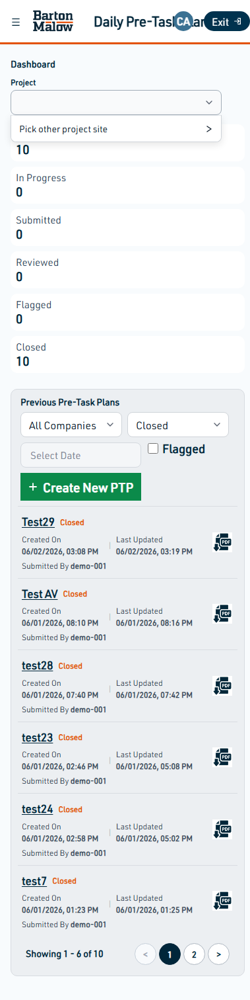 Barton
Malow
Daily Pre-Task Plan
CA
Exit
Dashboard
Project
Pick other project site >
10
In Progress
0
Submitted
0
Reviewed
0
Flagged
0
Closed
10
Previous Pre-Task Plans
All Companies
Closed
Select Date
Flagged
+ Create New PTP
Test29 Closed
Created On
Last Updated
06/02/2026, 03:08 PM
06/02/2026, 03:19 PM
PDF
Submitted By demo-001
Test AV Closed
Created On
Last Updated
06/01/2026, 08:10 PM
06/01/2026, 08:16 PM
PDF
Submitted By demo-001
test28 Closed
Created On
Last Updated
06/01/2026, 07:40 PM
06/01/2026, 07:42 PM
PDF
Submitted By demo-001
test23 Closed
Created On
Last Updated
06/01/2026, 02:46 PM
06/01/2026, 05:08 PM
PDF
Submitted By demo-001
test24 Closed
Created On
Last Updated
06/01/2026, 02:58 PM
06/01/2026, 05:02 PM
PDF
Submitted By demo-001
test7 Closed
Created On
Last Updated
06/01/2026, 01:23 PM
06/01/2026, 01:25 PM
PDF
Submitted By demo-001
Showing 1 - 6 of 10
< 1 2 >